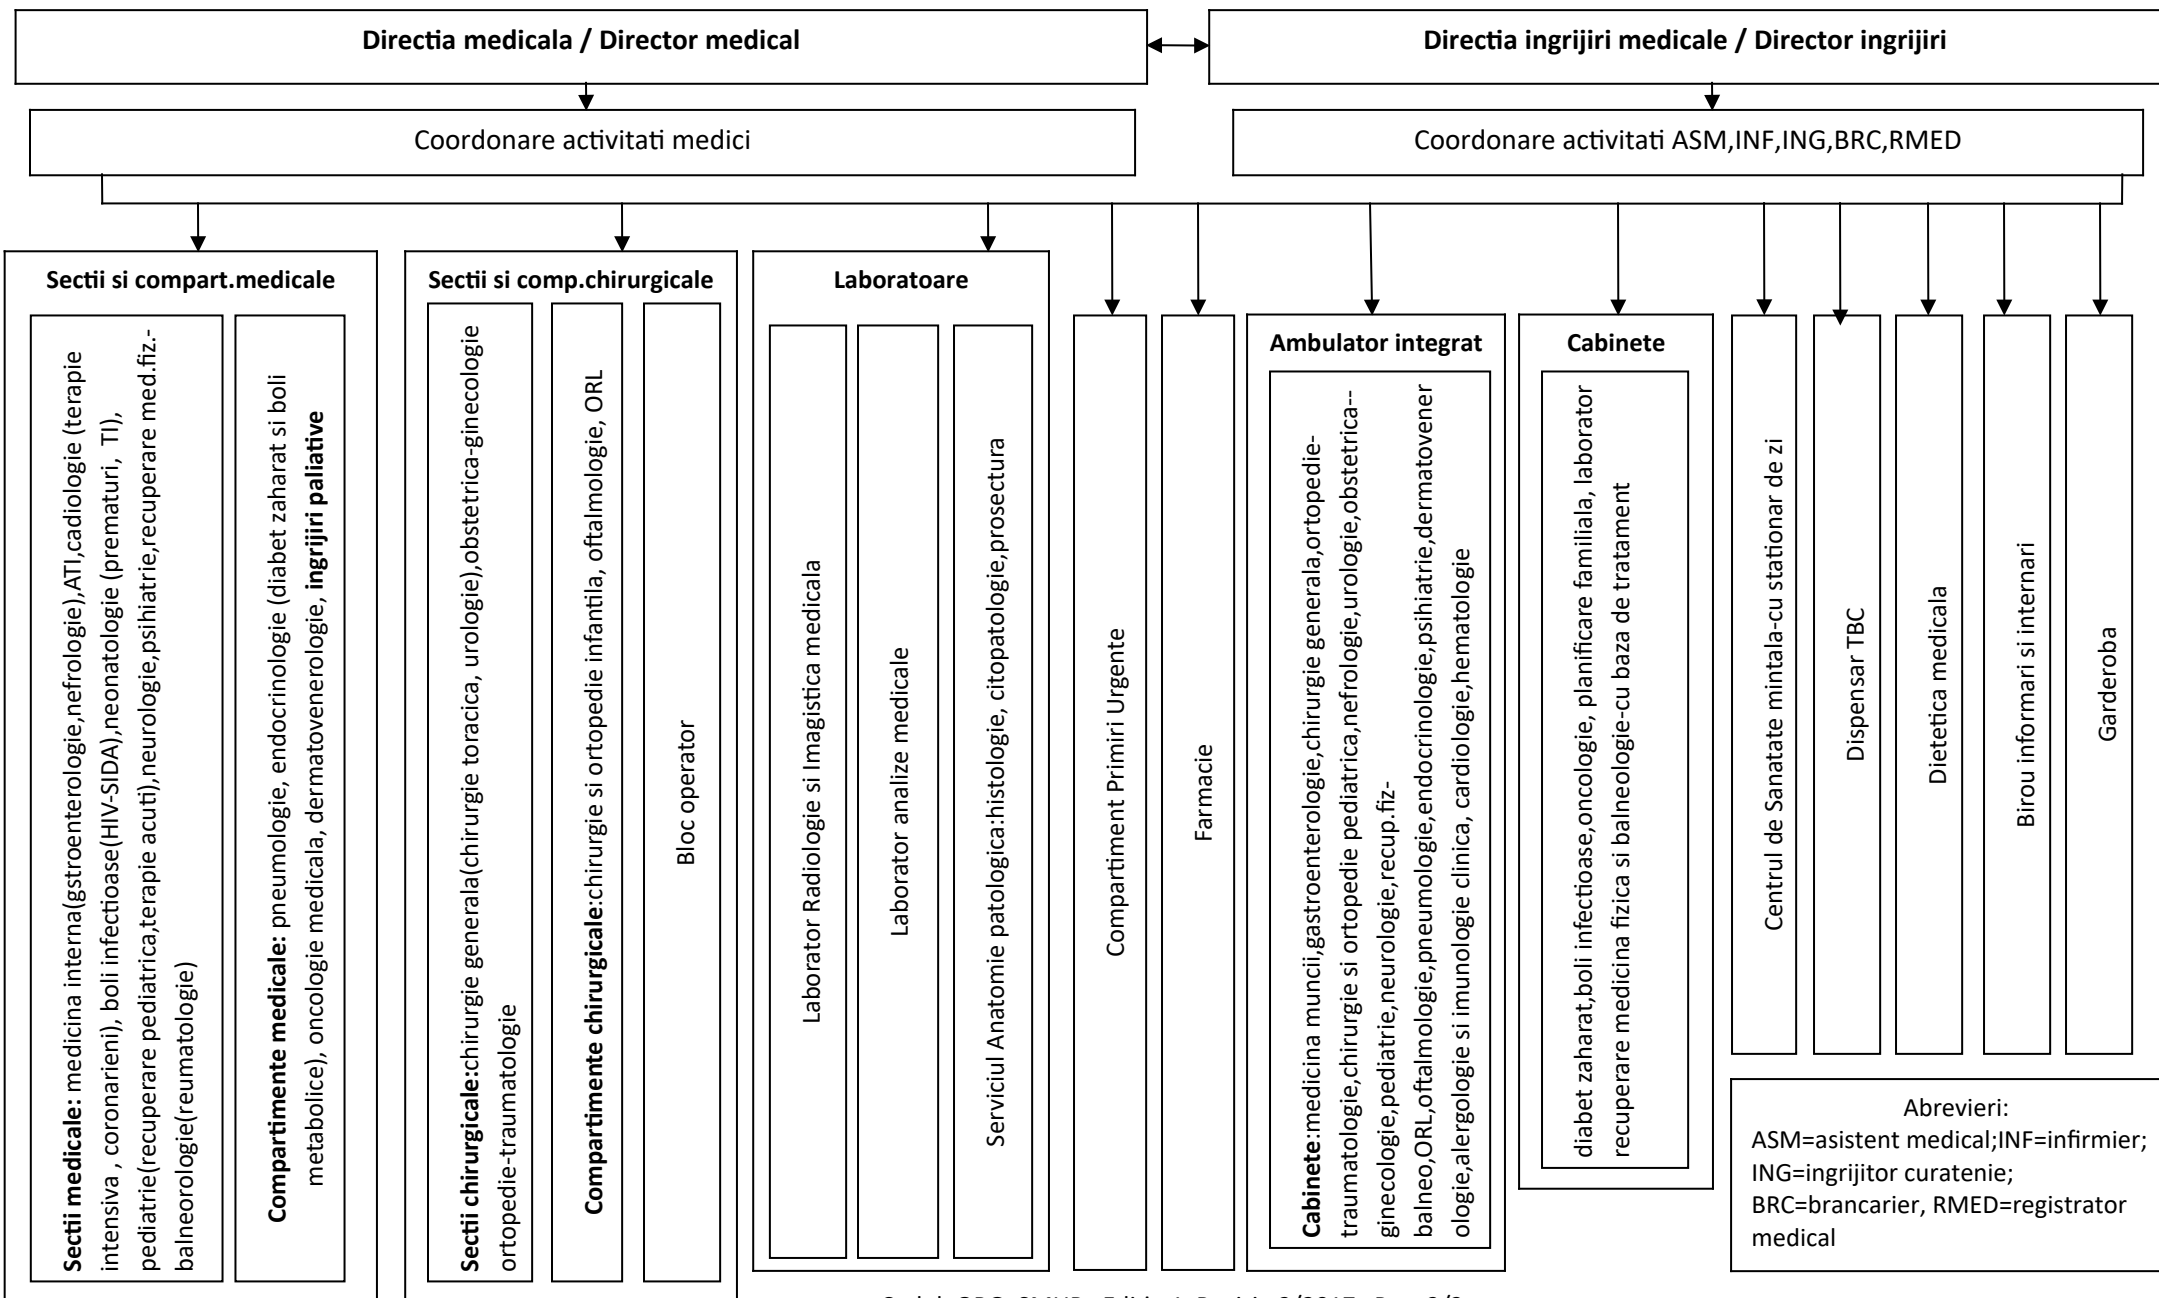 Directia medicala / Director medical
Directia ingrijiri medicale / Director ingrijiri
Coordonare activitati medici
Coordonare activitati ASM,INF,ING,BRC,RMED
Sectii si compart.medicale
Sectii medicale: medicina interna(gstroenterologie,nefrologie),ATI,cadiologie (terapie
intensiva , coronarieni), boli infectioase(HIV-SIDA),neonatologie (prematuri, TI),
pediatrie(recuperare pediatrica,terapie acuti),neurologie,psihiatrie,recuperare med.fiz.-
balneorologie(reumatologie)
Compartimente medicale: pneumologie, endocrinologie (diabet zaharat si boli
metabolice), oncologie medicala, dermatovenerologie, ingrijiri paliative
Sectii si comp.chirurgicale
Sectii chirurgicale:chirurgie generala(chirurgie toracica, urologie),obstetrica-ginecologie
ortopedie-traumatologie
Compartimente chirurgicale:chirurgie si ortopedie infantila, oftalmologie, ORL
Bloc operator
Laboratoare
Laborator Radiologie si Imagistica medicala
Laborator analize medicale
Serviciul Anatomie patologica:histologie, citopatologie,prosectura
Compartiment Primiri Urgente
Farmacie
Ambulator integrat
Cabinete:medicina muncii,gastroenterologie,chirurgie generala,ortopedie-
traumatologie,chirurgie si ortopedie pediatrica,nefrologie,urologie,obstetrica--
ginecologie,pediatrie,neurologie,recup.fiz-
balneo,ORL,oftalmologie,pneumologie,endocrinologie,psihiatrie,dermatovener
ologie,alergologie si imunologie clinica, cardiologie,hematologie
Cabinete
diabet zaharat,boli infectioase,oncologie, planificare familiala, laborator
recuperare medicina fizica si balneologie-cu baza de tratament
Centrul de Sanatate mintala-cu stationar de zi
Dispensar TBC
Dietetica medicala
Birou informari si internari
Garderoba
Abrevieri:
ASM=asistent medical;INF=infirmier;
ING=ingrijitor curatenie;
BRC=brancarier, RMED=registrator
medical